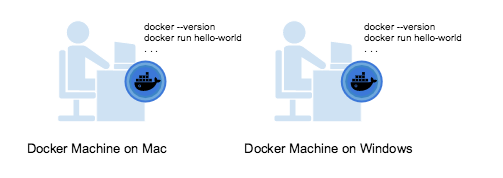 docker --version
docker run hello-world
. . .
Docker Machine on Mac
docker --version
docker run hello-world
. . .
Docker Machine on Windows